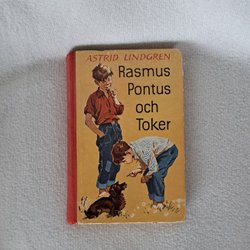 ASTRID LINDGREN
Rasmus
Pontus
och
Toker